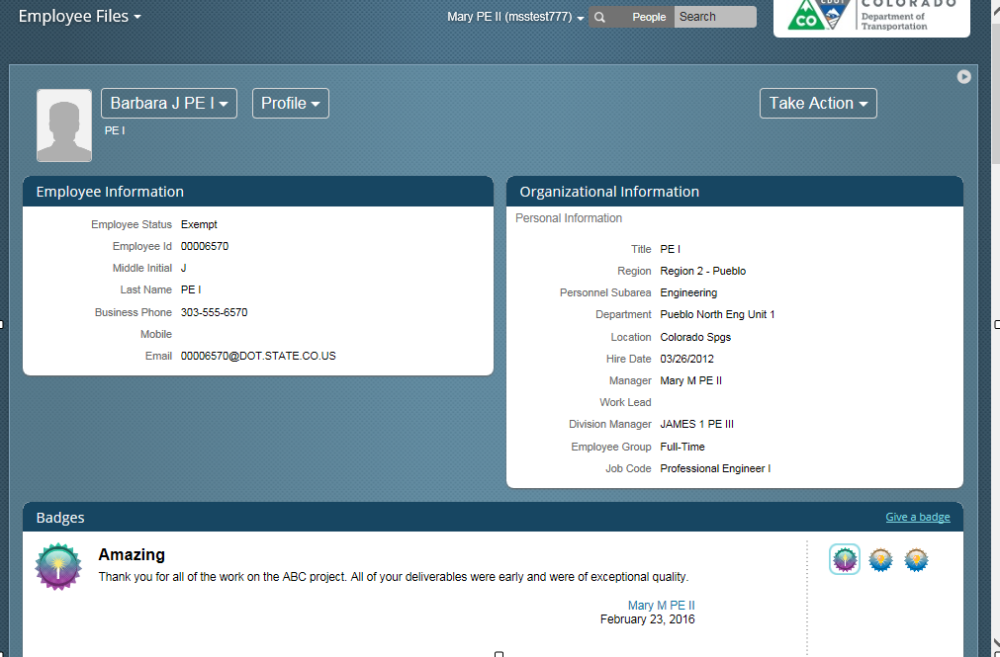 Employee Files
Mary PE II (msstest777)
People
Search
CDOT
CO
COLORADO
Department of
Transportation
Barbara J PE I
Profile
Take Action
PE I
Employee Information
Employee Status Exempt
Employee Id 00006570
Middle Initial J
Last Name PE I
Business Phone 303-555-6570
Mobile
Email 00006570@DOT.STATE.CO.US
Organizational Information
Personal Information
Title PE I
Region Region 2 - Pueblo
Personnel Subarea Engineering
Department Pueblo North Eng Unit 1
Location Colorado Spgs
Hire Date 03/26/2012
Manager Mary M PE II
Work Lead
Division Manager JAMES 1 PE III
Employee Group Full-Time
Job Code Professional Engineer I
Badges
Give a badge
Amazing
Thank you for all of the work on the ABC project. All of your deliverables were early and were of exceptional quality.
Mary M PE II
February 23, 2016